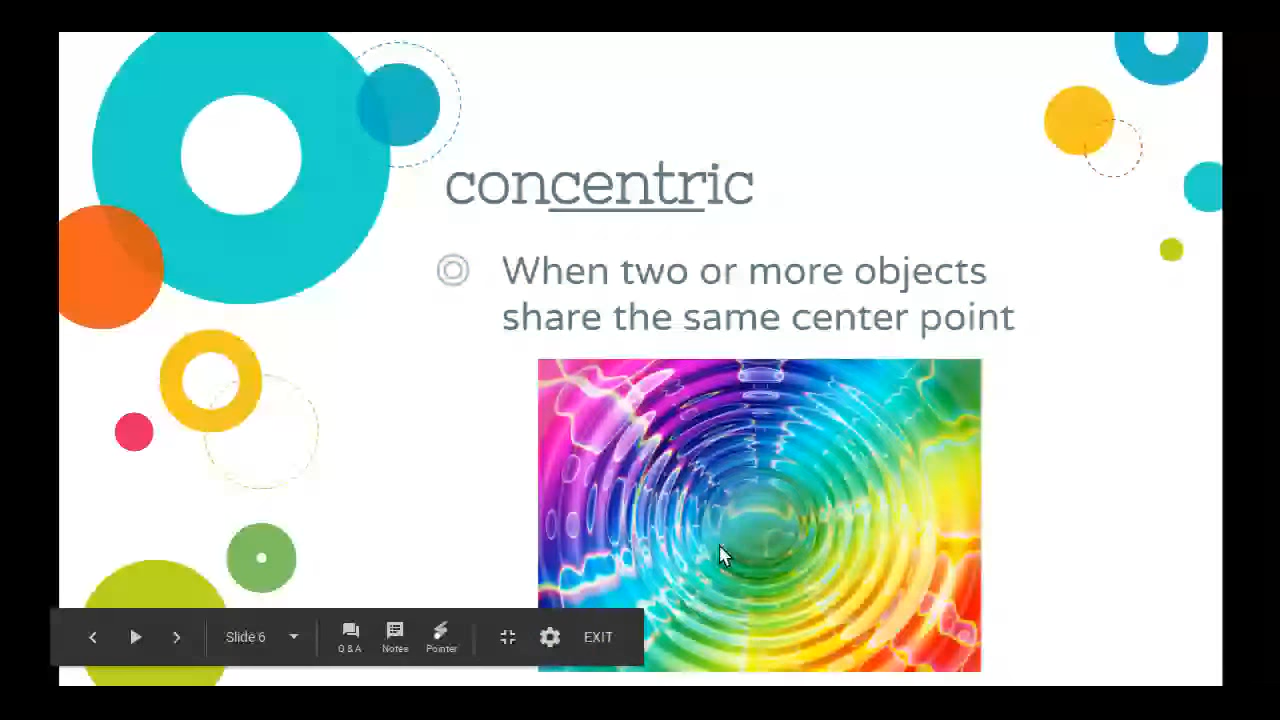 concentric
When two or more objects
share the same center point
Slide 6
Q & A
Notes
Pointer
EXIT